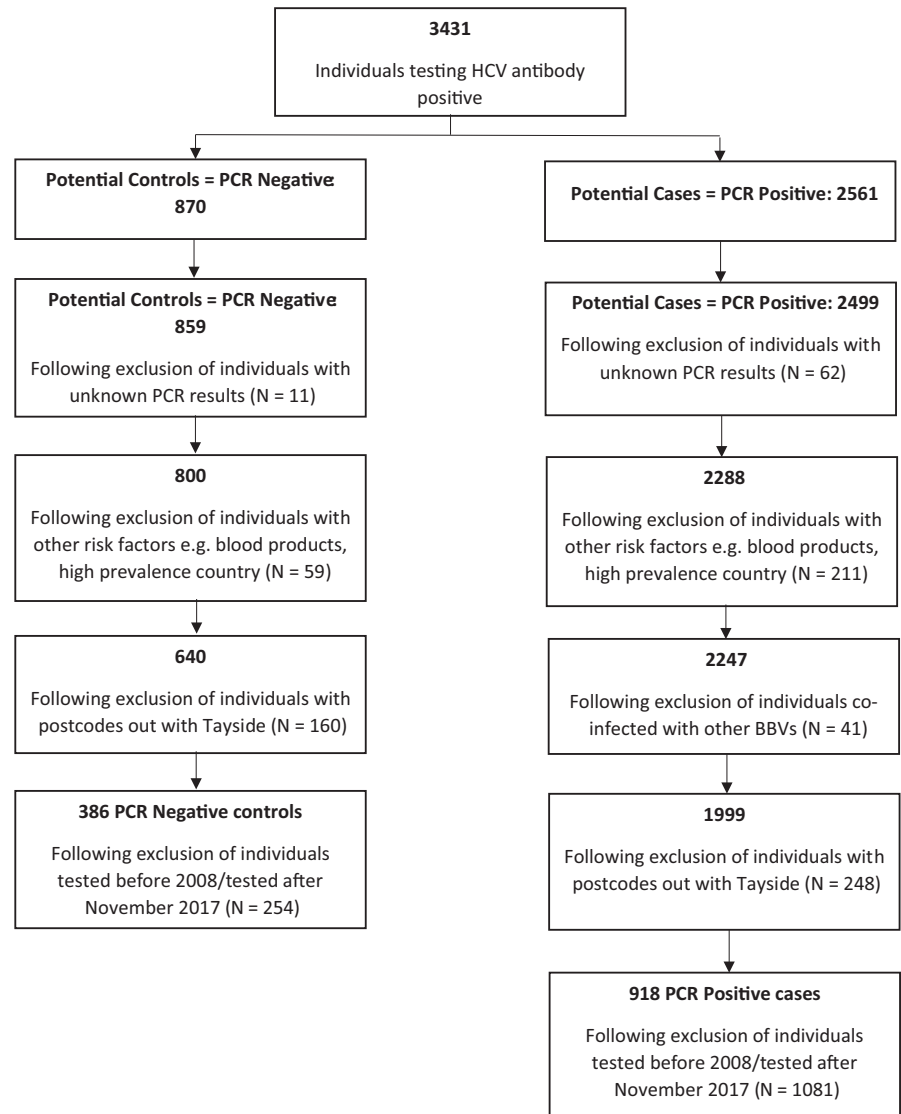 3431
Individuals testing HCV antibody
positive
Potential Controls = PCR Negative:
870
Potential Cases = PCR Positive: 2561
Potential Controls = PCR Negative:
859
Following exclusion of individuals with
unknown PCR results (N = 11)
Potential Cases = PCR Positive: 2499
Following exclusion of individuals with
unknown PCR results (N = 62)
800
Following exclusion of individuals with
other risk factors e.g. blood products,
high prevalence country (N = 59)
2288
Following exclusion of individuals with
other risk factors e.g. blood products,
high prevalence country (N = 211)
640
Following exclusion of individuals with
postcodes out with Tayside (N = 160)
2247
Following exclusion of individuals co-
infected with other BBVs (N = 41)
386 PCR Negative controls
Following exclusion of individuals
tested before 2008/tested after
November 2017 (N = 254)
1999
Following exclusion of individuals with
postcodes out with Tayside (N = 248)
918 PCR Positive cases
Following exclusion of individuals
tested before 2008/tested after
November 2017 (N = 1081)